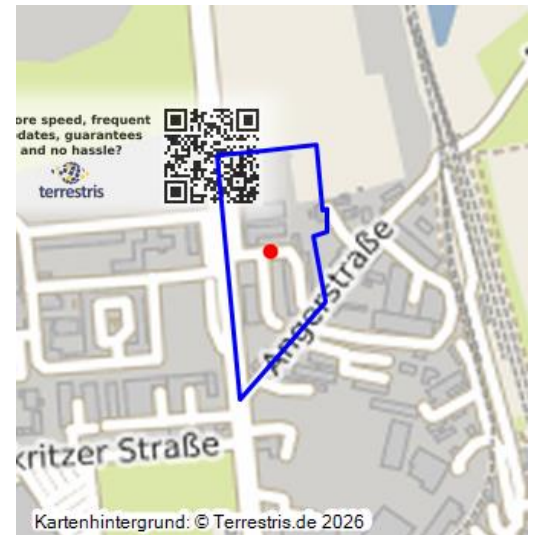 ore speed, frequent
dates, guarantees
and no hassle?
terrestris
Angerstraße
kritzer Straße
Kartenhintergrund: © Terrestris.de 2026